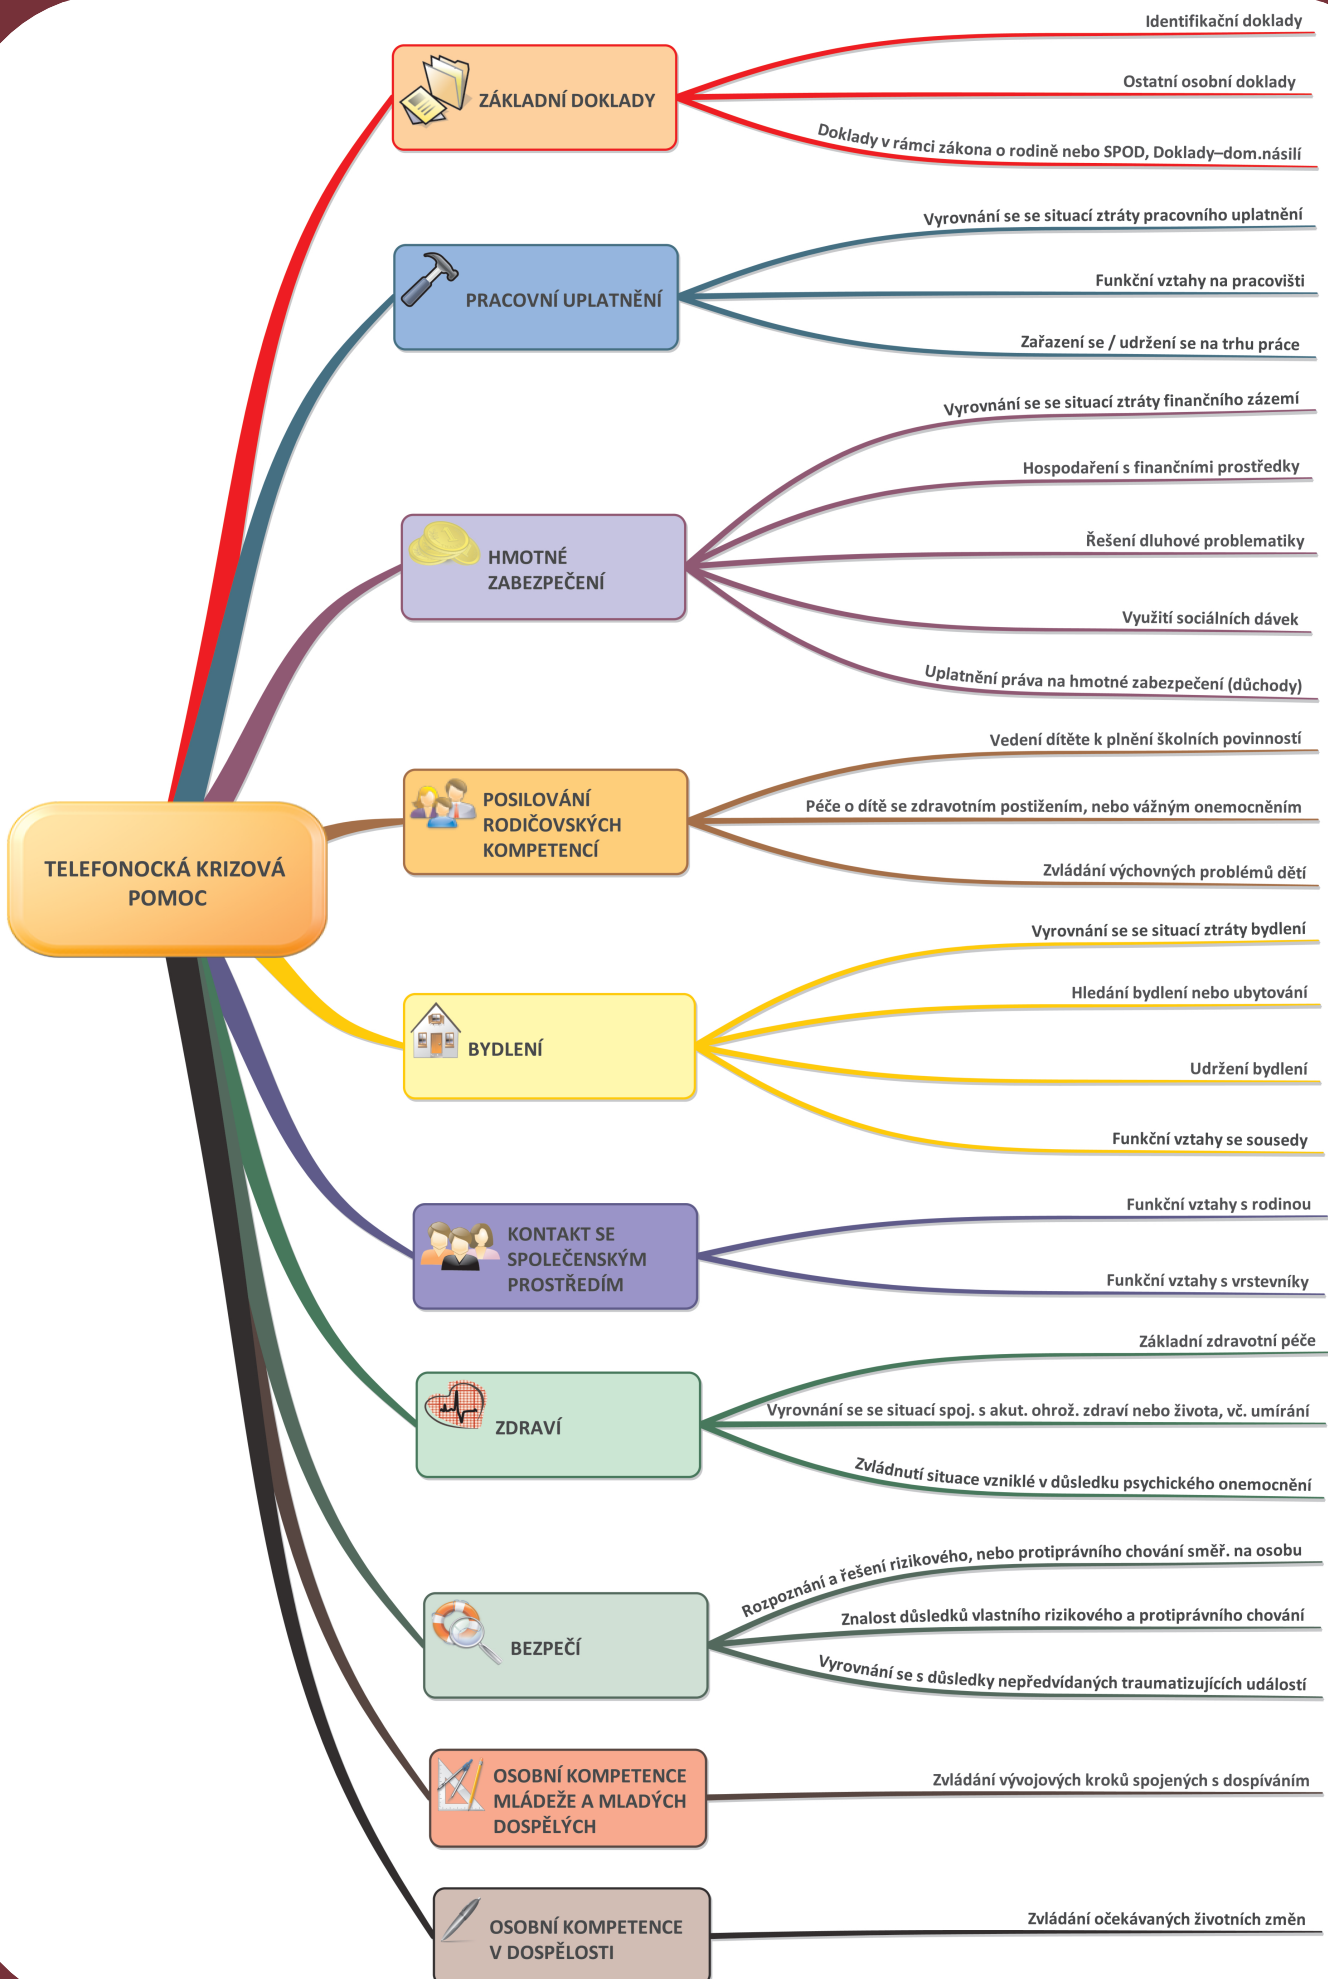 Identifikační doklady
ZÁKLADNÍ DOKLADY
Ostatní osobní doklady
Doklady v rámci zákona o rodině nebo SPOD, Doklady–dom.násilí
Vyrovnání se se situací ztráty pracovního uplatnění
PRACOVNÍ UPLATNĚNÍ
Funkční vztahy na pracovišti
Zařazení se / udržení se na trhu práce
Vyrovnání se se situací ztráty finančního zázemí
Hospodaření s finančními prostředky
HMOTNÉ
ZABEZPEČENÍ
Řešení dluhové problematiky
Využití sociálních dávek
Uplatnění práva na hmotné zabezpečení (důchody)
Vedení dítěte k plnění školních povinností
POSILOVÁNÍ
RODIČOVSKÝCH
KOMPETENCÍ
Péče o dítě se zdravotním postižením, nebo vážným onemocněním
Zvládání výchovných problémů dětí
TELEFONOCKÁ KRIZOVÁ
POMOC
Vyrovnání se se situací ztráty bydlení
Hledání bydlení nebo ubytování
BYDLENÍ
Udržení bydlení
Funkční vztahy se sousedy
Funkční vztahy s rodinou
KONTAKT SE
SPOLEČENSKÝM
PROSTŘEDÍM
Funkční vztahy s vrstevníky
Základní zdravotní péče
ZDRAVÍ
Vyrovnání se se situací spoj. s akut. ohrož. zdraví nebo života, vč. umírání
Zvládnutí situace vzniklé v důsledku psychického onemocnění
Rozpoznání a řešení rizikového, nebo protiprávního chování směř. na osobu
BEZPEČÍ
Znalost důsledků vlastního rizikového a protiprávního chování
Vyrovnání se s důsledky nepředvídaných traumatizujících událostí
OSOBNÍ KOMPETENCE
MLÁDEŽE A MLADÝCH
DOSPĚLÝCH
Zvládání vývojových kroků spojených s dospíváním
OSOBNÍ KOMPETENCE
V DOSPĚLOSTI
Zvládání očekávaných životních změn